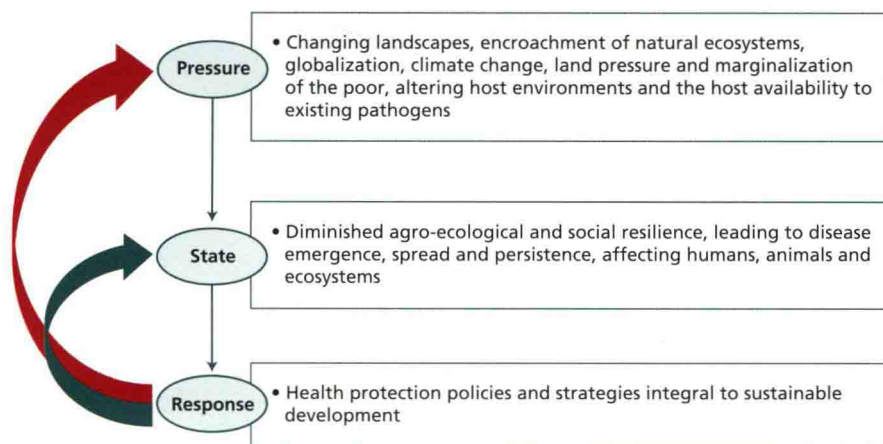 Pressure
• Changing landscapes, encroachment of natural ecosystems,
globalization, climate change, land pressure and marginalization
of the poor, altering host environments and the host availability to
existing pathogens
State
• Diminished agro-ecological and social resilience, leading to disease
emergence, spread and persistence, affecting humans, animals and
ecosystems
Response
• Health protection policies and strategies integral to sustainable
development